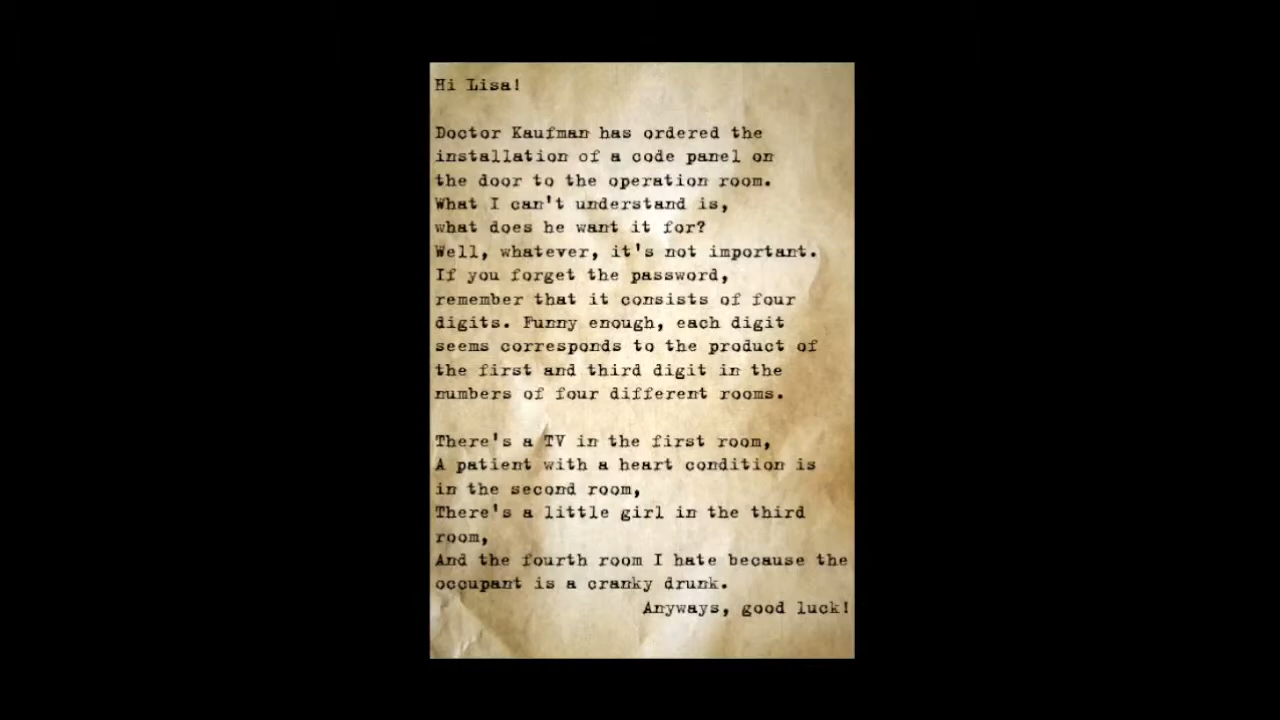 Hi Lisa!
Doctor Kaufman has ordered the
installation of a code panel on
the door to the operation room.
What I can't understand is,
what does he want it for?
Well, whatever, it's not important.
If you forget the password,
remember that it consists of four
digits. Funny enough, each digit
seems corresponds to the product of
the first and third digit in the
numbers of four different rooms.
There's a TV in the first room,
A patient with a heart condition is
in the second room,
There's a little girl in the third
room,
And the fourth room I hate because the
occupant is a cranky drunk.
Anyways, good luck!